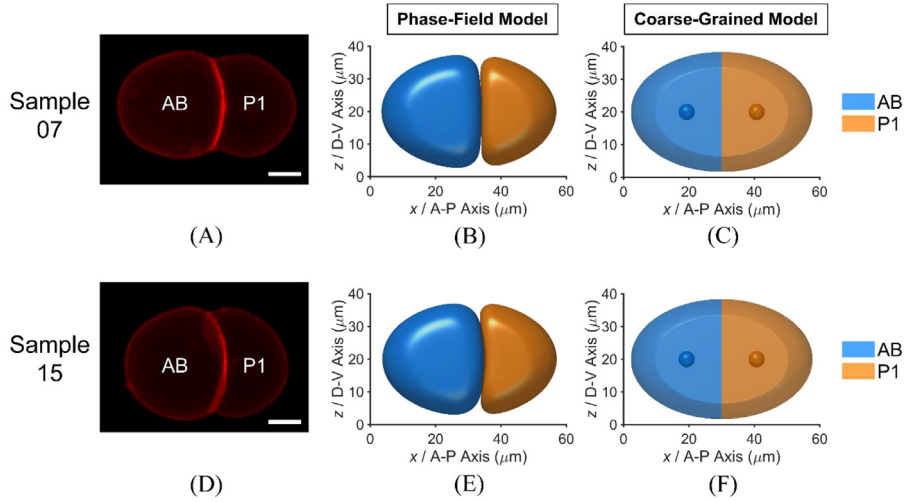 Phase-Field Model
Coarse-Grained Model
Sample
07
AB
P1
40
30
20
10
0
z / D-V Axis (μm)
0
20
40
60
x / A-P Axis (μm)
40
30
20
10
0
z / D-V Axis (μm)
0
20
40
60
x / A-P Axis (μm)
AB
P1
(A)
(B)
(C)
Sample
15
AB
P1
40
30
20
10
0
z / D-V Axis (μm)
0
20
40
60
x / A-P Axis (μm)
40
30
20
10
0
z / D-V Axis (μm)
0
20
40
60
x / A-P Axis (μm)
AB
P1
(D)
(E)
(F)